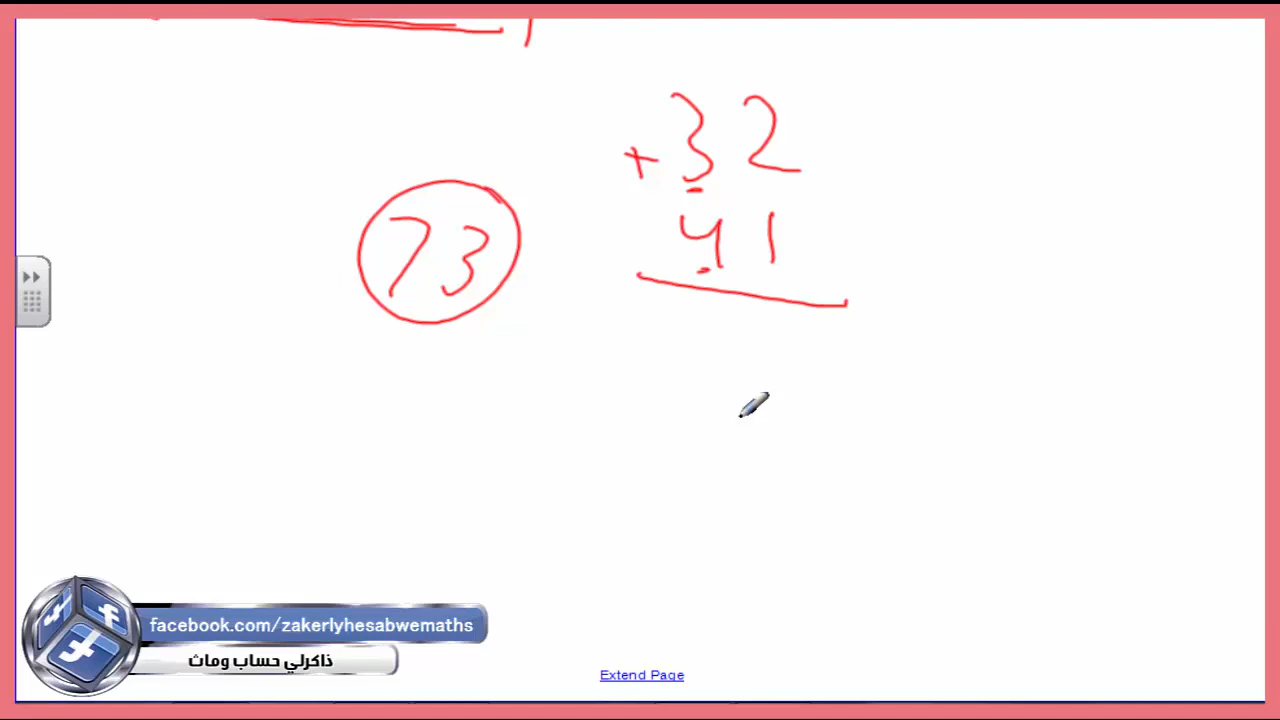 + 32
73
41
facebook.com/zakerlyhesabwemaths
ذاكرلي حساب وماث
Extend Page